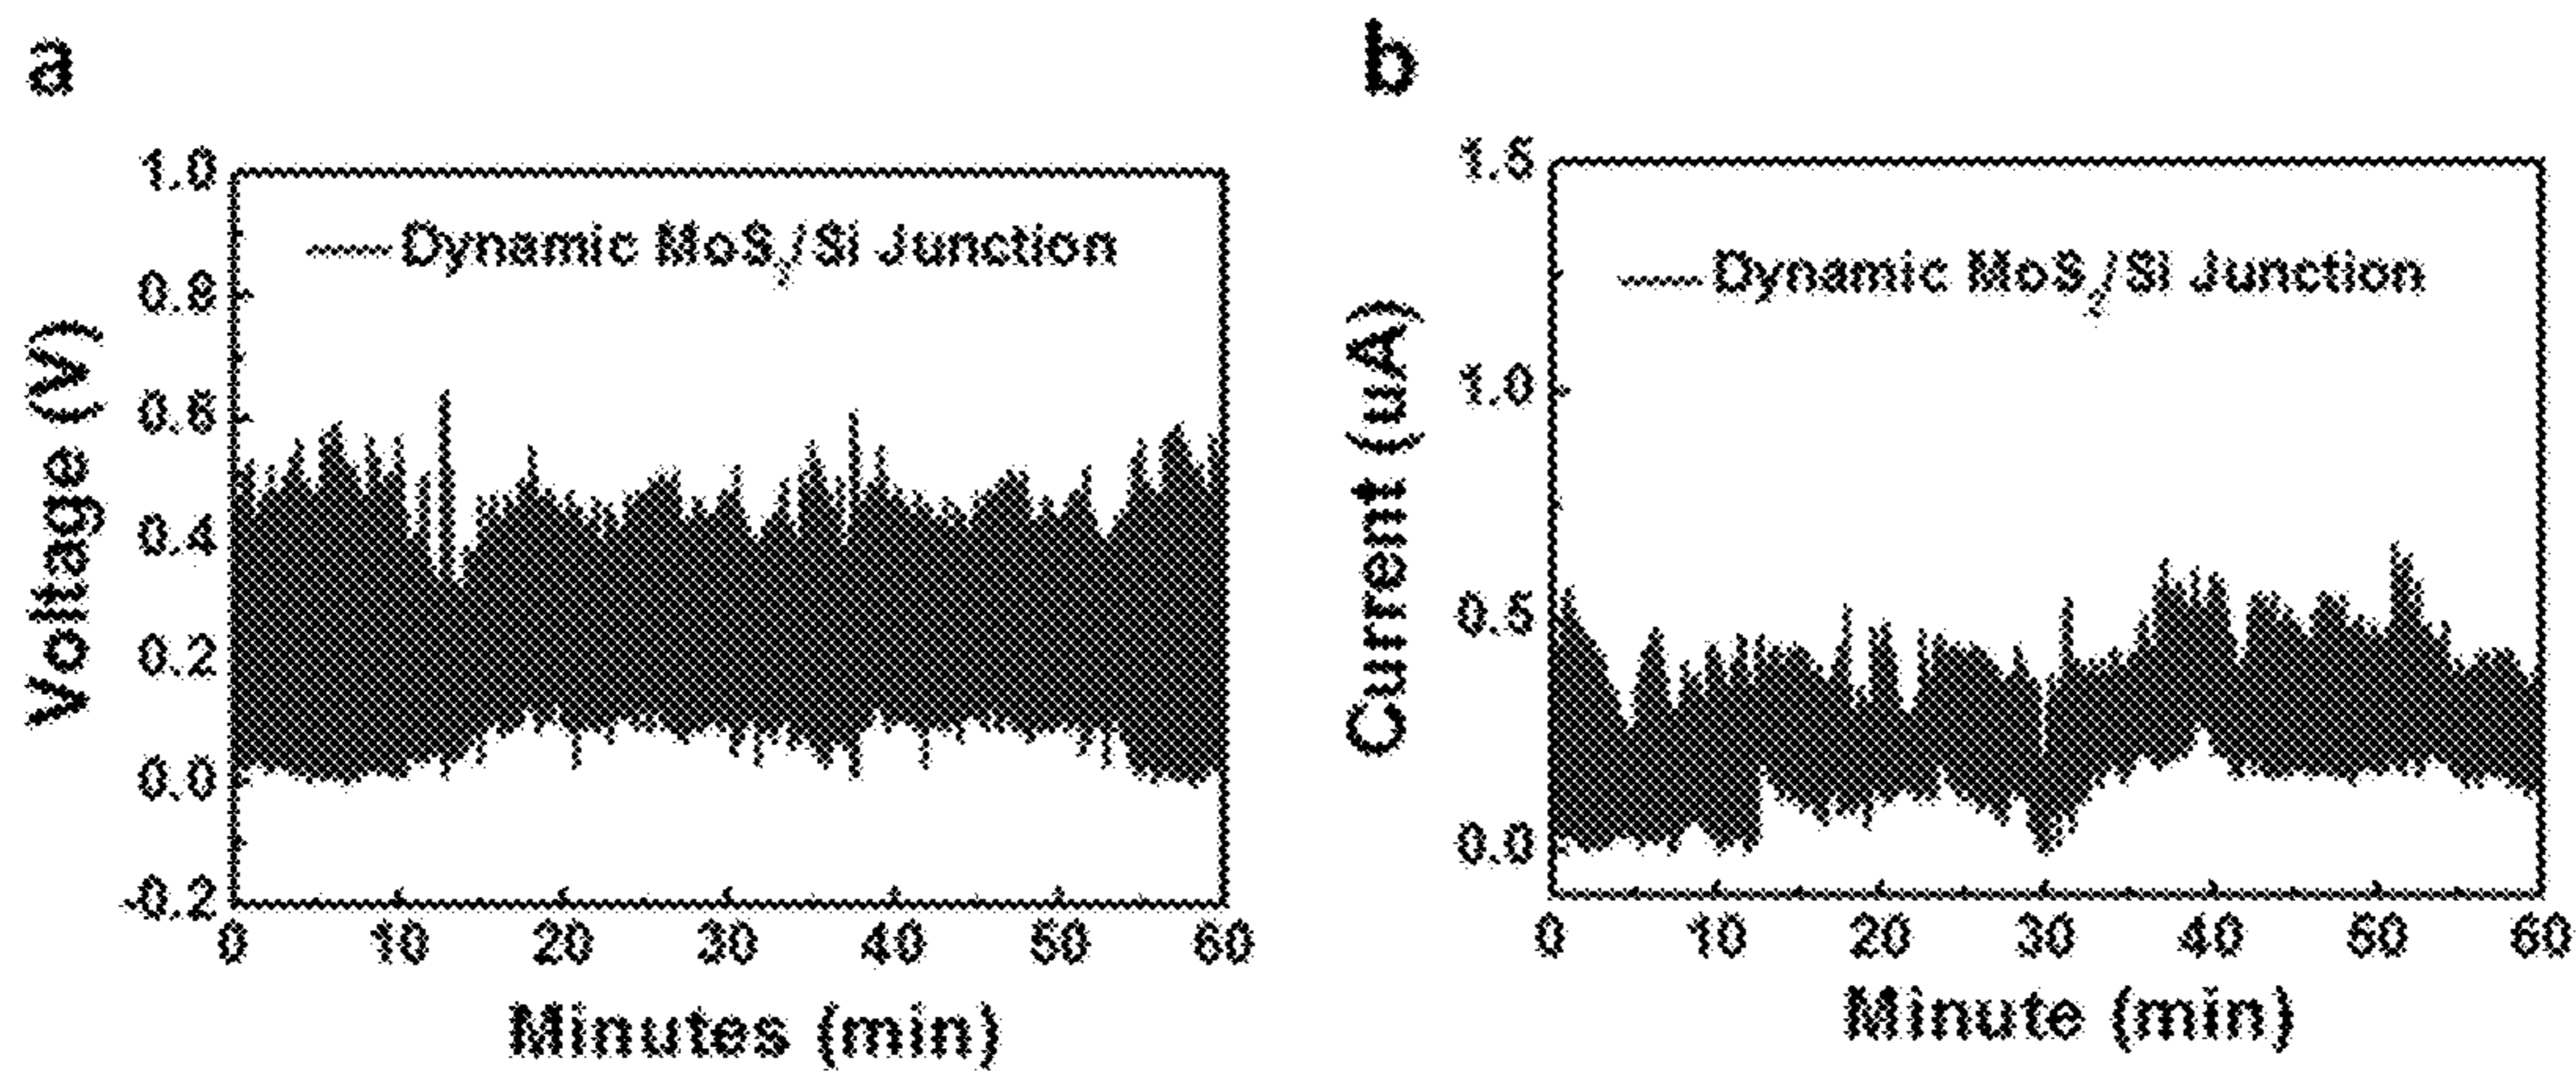 a
1.0
0.8
0.6
0.4
0.2
0.0
-0.2
Voltage (V)
Dynamic MoS₂/Si Junction
0 10 20 30 40 50 60
Minutes (min)
b
1.5
1.0
0.5
0.0
Current (uA)
Dynamic MoS₂/Si Junction
0 10 20 30 40 50 60
Minute (min)